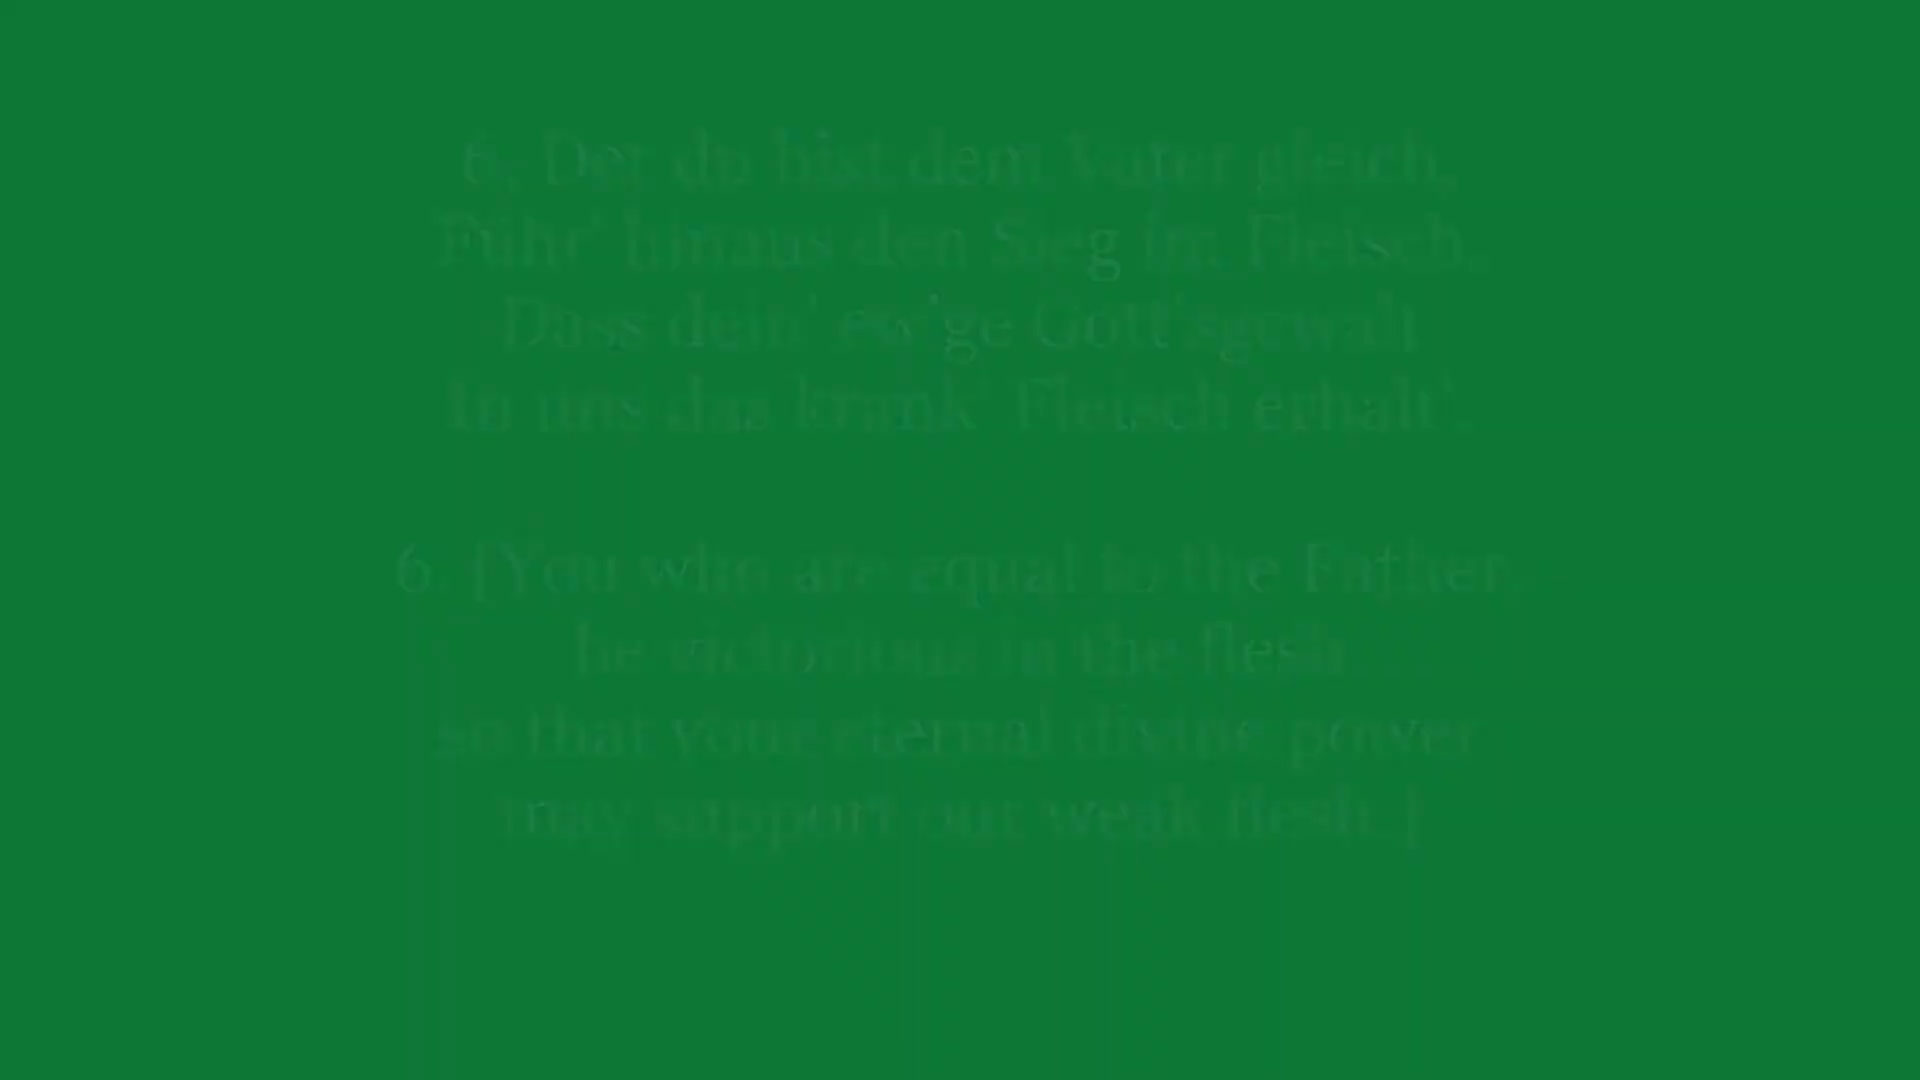 6. Der du bist dem Vater gleich,
Führ' hinaus den Sieg im Fleisch,
Dass dein' ew'ge Gott'sgewalt
In uns das krank' Fleisch erhalt'.
6. [You who are equal to the Father,
be victorious in the flesh
so that your eternal divine power
may support our weak flesh.]